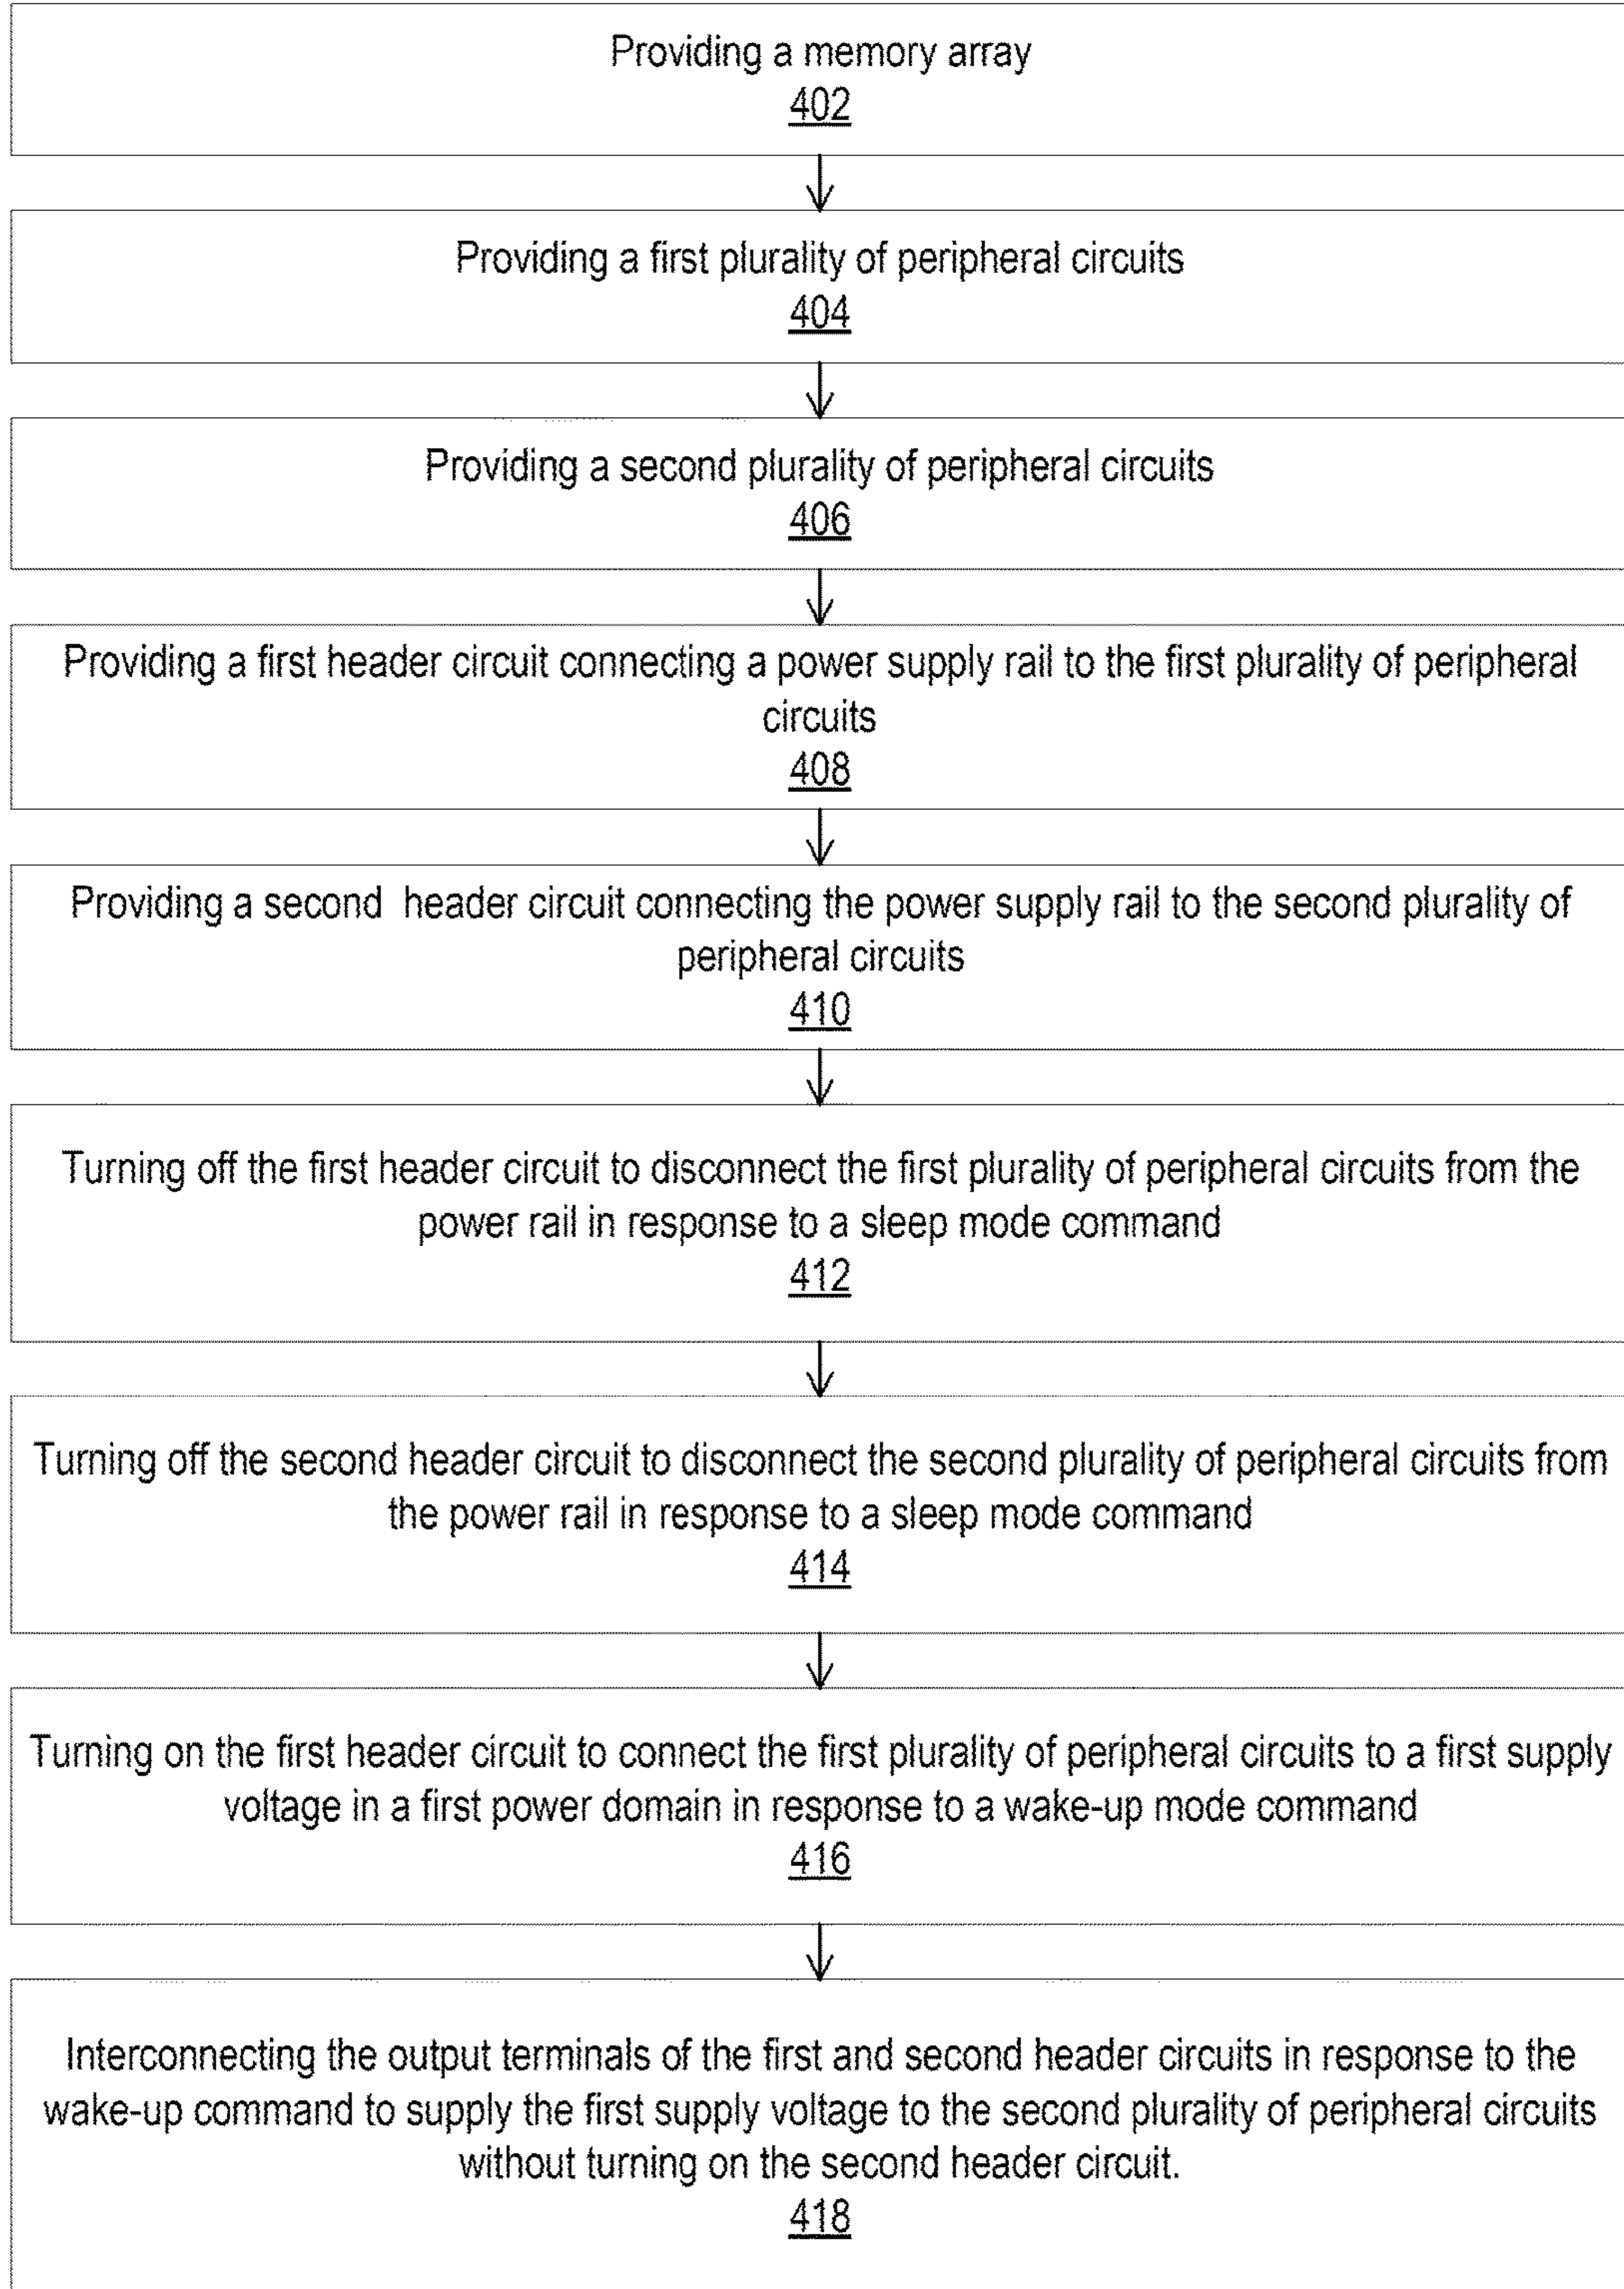 Providing a memory array
402
Providing a first plurality of peripheral circuits
404
Providing a second plurality of peripheral circuits
406
Providing a first header circuit connecting a power supply rail to the first plurality of peripheral
circuits
408
Providing a second header circuit connecting the power supply rail to the second plurality of
peripheral circuits
410
Turning off the first header circuit to disconnect the first plurality of peripheral circuits from the
power rail in response to a sleep mode command
412
Turning off the second header circuit to disconnect the second plurality of peripheral circuits from
the power rail in response to a sleep mode command
414
Turning on the first header circuit to connect the first plurality of peripheral circuits to a first supply
voltage in a first power domain in response to a wake-up mode command
416
Interconnecting the output terminals of the first and second header circuits in response to the
wake-up command to supply the first supply voltage to the second plurality of peripheral circuits
without turning on the second header circuit.
418